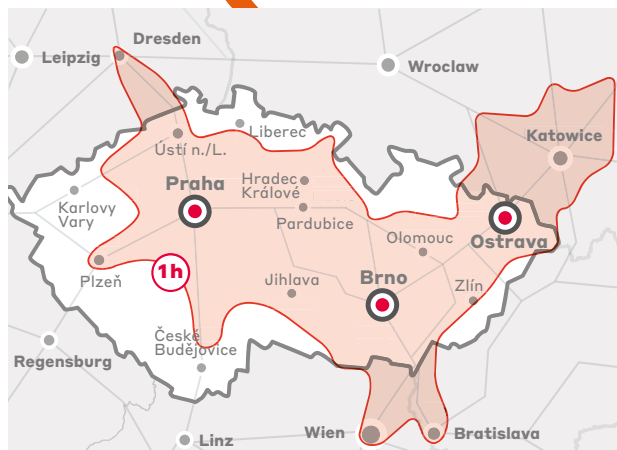 Dresden
Leipzig
Wroclaw
Liberec
Ústí n./L.
Katowice
Praha
Hradec
Králové
Karlovy
Vary
Pardubice
Olomouc
Ostrava
Plzeň
1h
Jihlava
Brno
Zlín
České
Budějovice
Regensburg
Wien
Bratislava
Linz